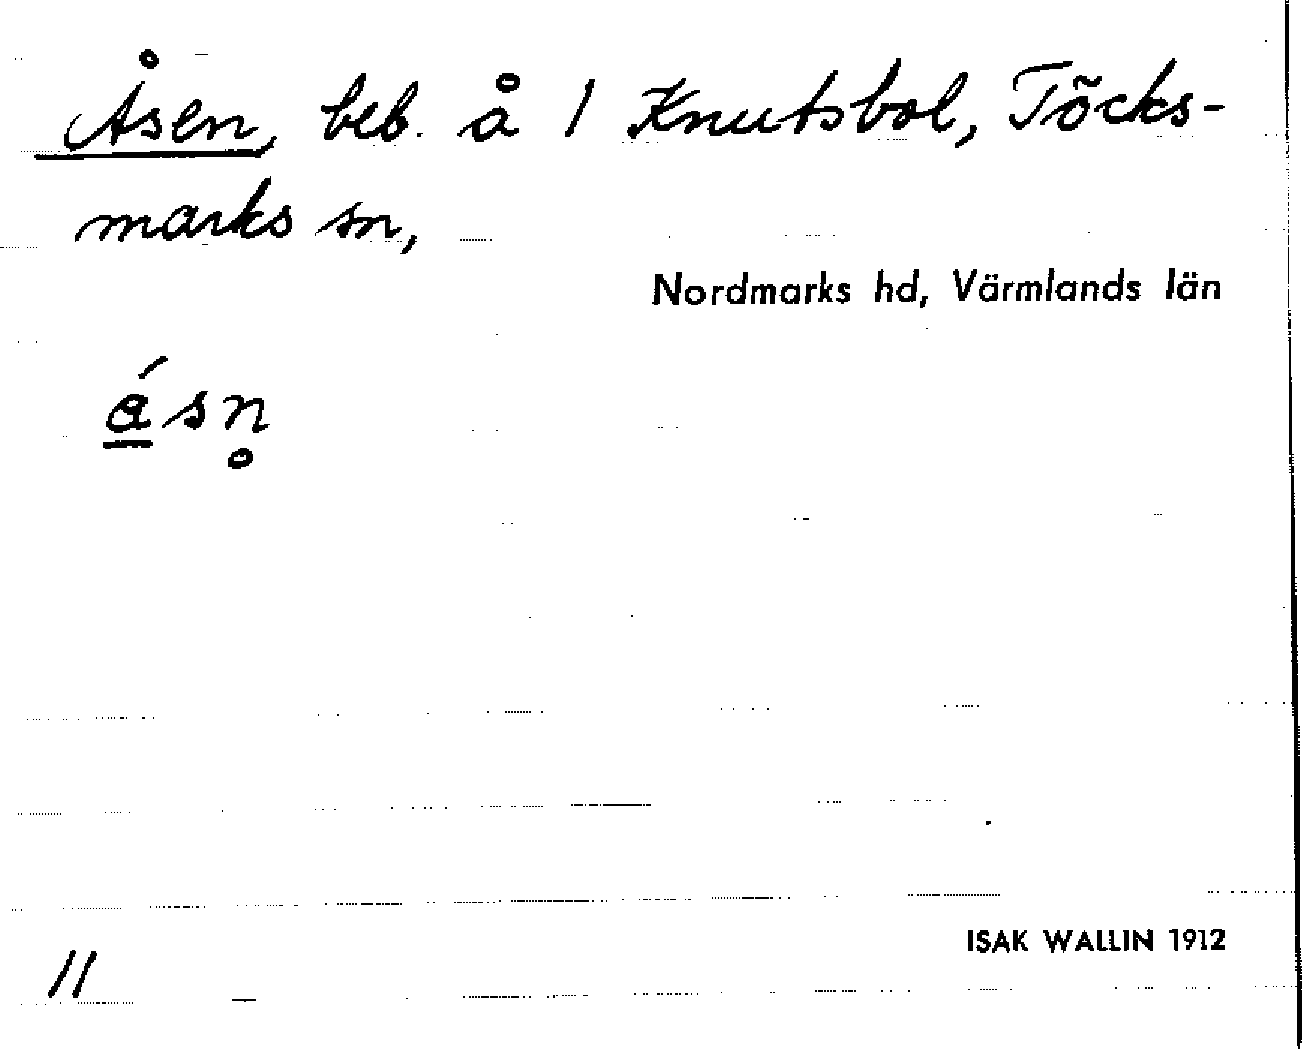 Åsen, beb. å 1 Knutsbol, Töcks-
marks sn,
Nordmarks hd, Värmlands län
ásn̥
ISAK WALLIN 1912
11